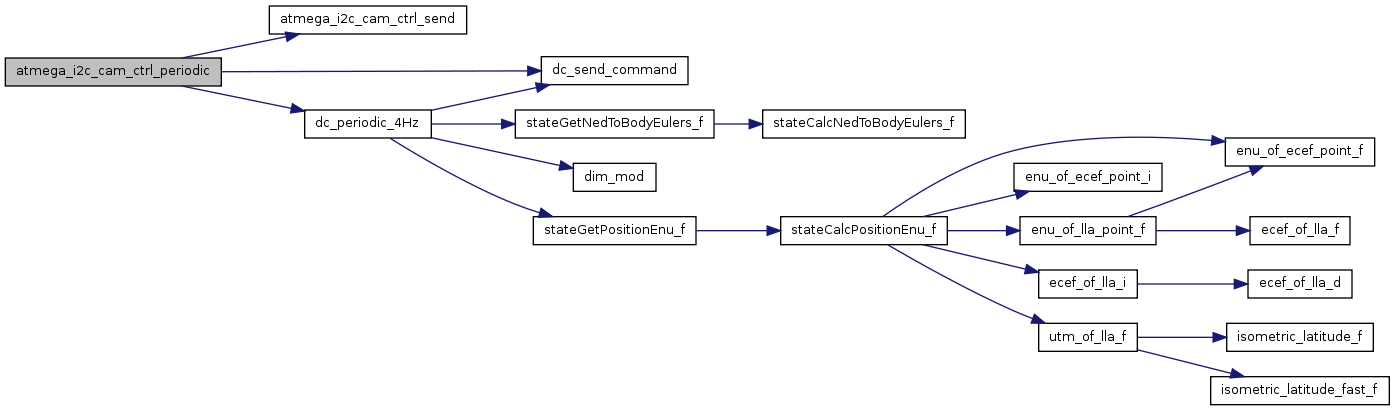 atmega_i2c_cam_ctrl_send
atmega_i2c_cam_ctrl_periodic
dc_send_command
dc_periodic_4Hz
stateGetNedToBodyEulers_f
stateCalcNedToBodyEulers_f
enu_of_ecef_point_f
dim_mod
enu_of_ecef_point_i
stateGetPositionEnu_f
stateCalcPositionEnu_f
enu_of_lla_point_f
ecef_of_lla_f
ecef_of_lla_i
ecef_of_lla_d
utm_of_lla_f
isometric_latitude_f
isometric_latitude_fast_f